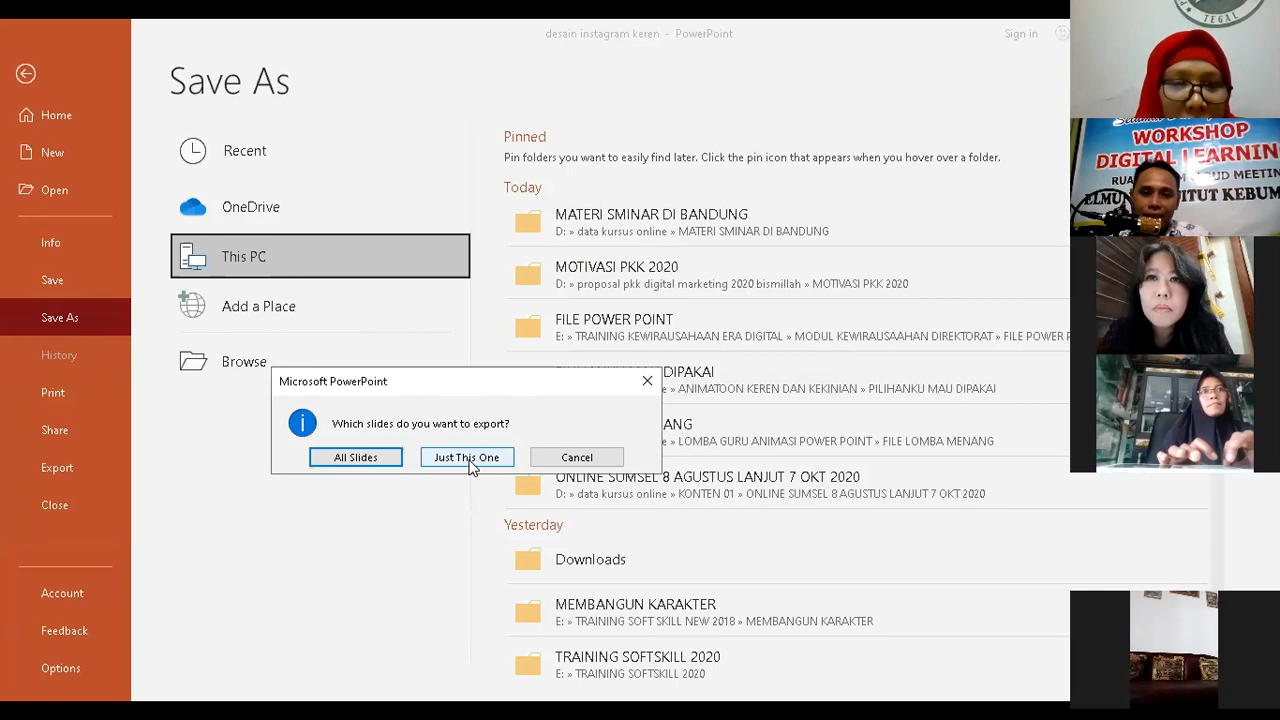 desain instagram keren - PowerPoint
Sign in
Save As
Home
New
Open
Info
Save
Save As
History
Print
Share
Export
Close
Account
Feedback
Options
Recent
OneDrive
This PC
Add a Place
Browse
Pinned
Pin folders you want to easily find later. Click the pin icon that appears when you hover over a folder.
Today
MATERI SMINAR DI BANDUNG
D: » data kursus online » MATERI SMINAR DI BANDUNG
MOTIVASI PKK 2020
D: » proposal pkk digital marketing 2020 bismillah » MOTIVASI PKK 2020
FILE POWER POINT
E: » TRAINING KEWIRAUSAHAAN ERA DIGITAL » MODUL KEWIRAUSAAHAN DIREKTORAT » FILE POWER P
DIPAKAI
» ANIMATOON KEREN DAN KEKINIAN » PILIHANKU MAU DIPAKAI
ANG
» LOMBA GURU ANIMASI POWER POINT » FILE LOMBA MENANG
ONLINE SUMSEL 8 AGUSTUS LANJUT 7 OKT 2020
D: » data kursus online » KONTEN 01 » ONLINE SUMSEL 8 AGUSTUS LANJUT 7 OKT 2020
Yesterday
Downloads
MEMBANGUN KARAKTER
E: » TRAINING SOFT SKILL NEW 2018 » MEMBANGUN KARAKTER
TRAINING SOFTSKILL 2020
E: » TRAINING SOFTSKILL 2020
Microsoft PowerPoint
Which slides do you want to export?
All Slides
Just This One
Cancel
TEGAL
WORKSHOP
DIGITAL LEARNING